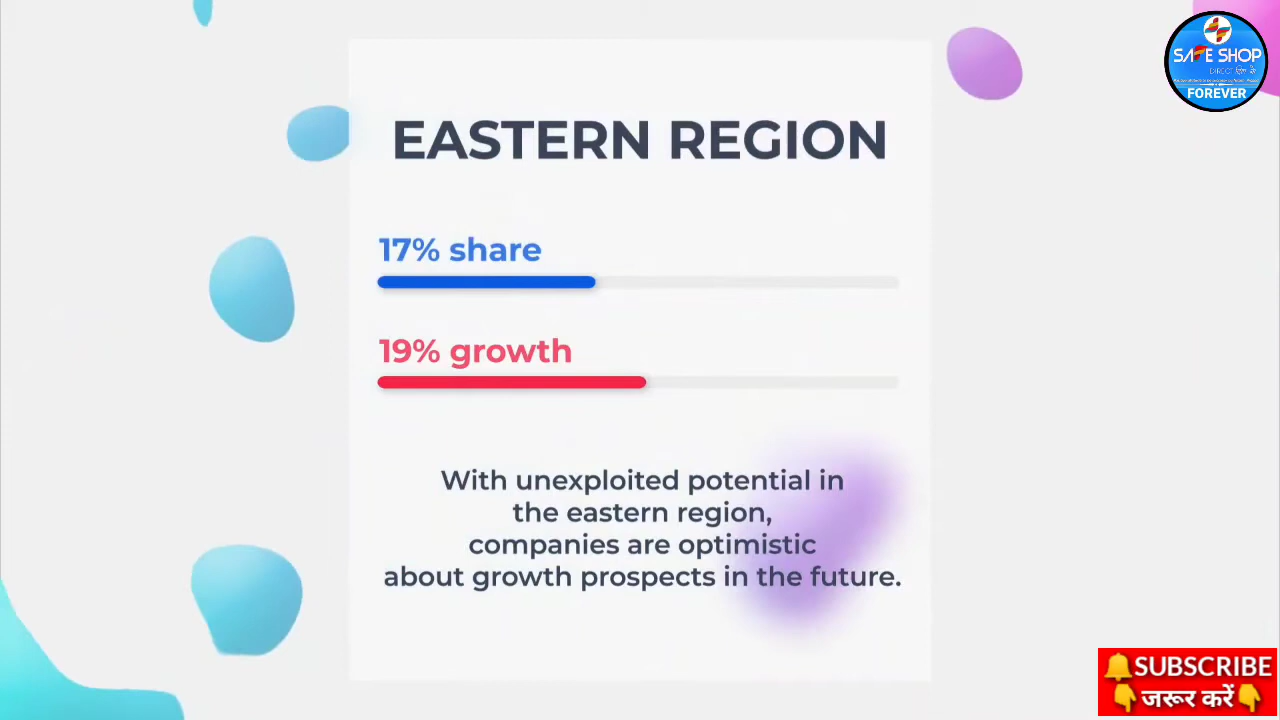 SAFE SHOP
DIRECT
FOREVER
EASTERN REGION
17% share
19% growth
With unexploited potential in
the eastern region,
companies are optimistic
about growth prospects in the future.
SUBSCRIBE
जरूर करें